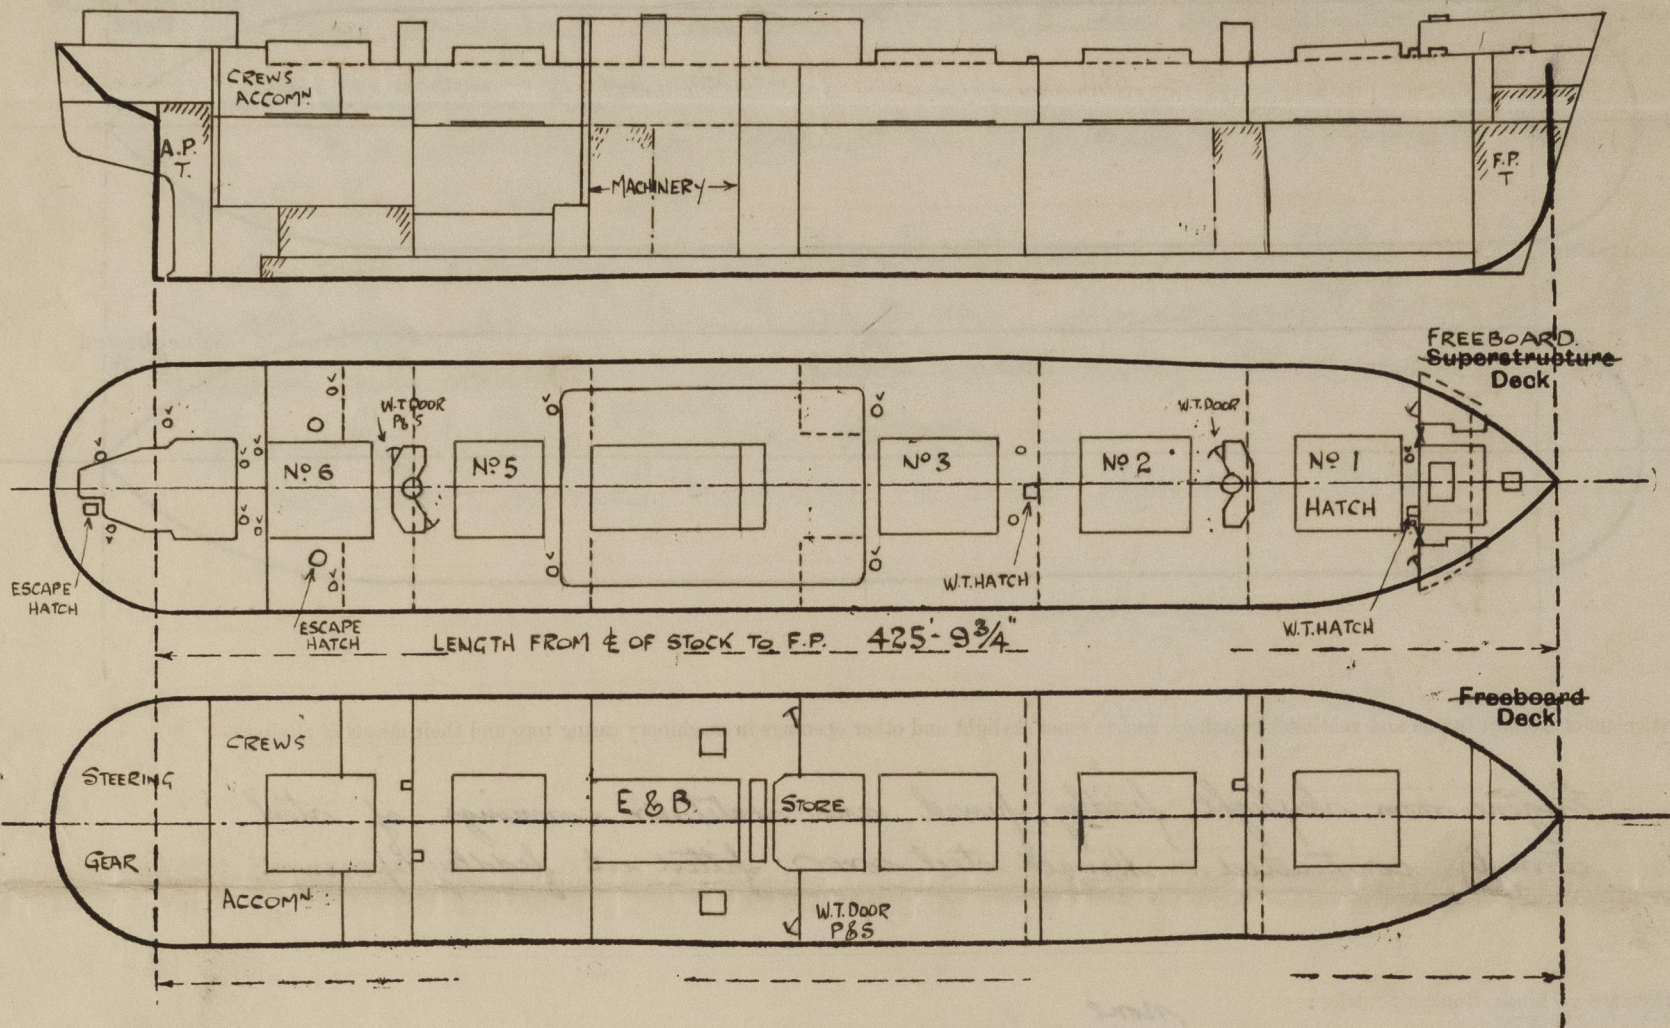 CREWS
ACCOMN
A.P.
T.
MACHINERY
F.P.
T
FREEBOARD.
Superstructure
Deck
W.T.DOOR
P&S
W.T.DOOR
No 6
No 5
No 3
No 2
No 1
HATCH
ESCAPE
HATCH
ESCAPE
HATCH
W.T.HATCH
W.T.HATCH
LENGTH FROM ℄ OF STOCK TO F.P. 425'- 9 3/4"
Freeboard
Deck
CREWS
STEERING
E & B.
STORE
GEAR
ACCOMN
W.T.DOOR
P&S